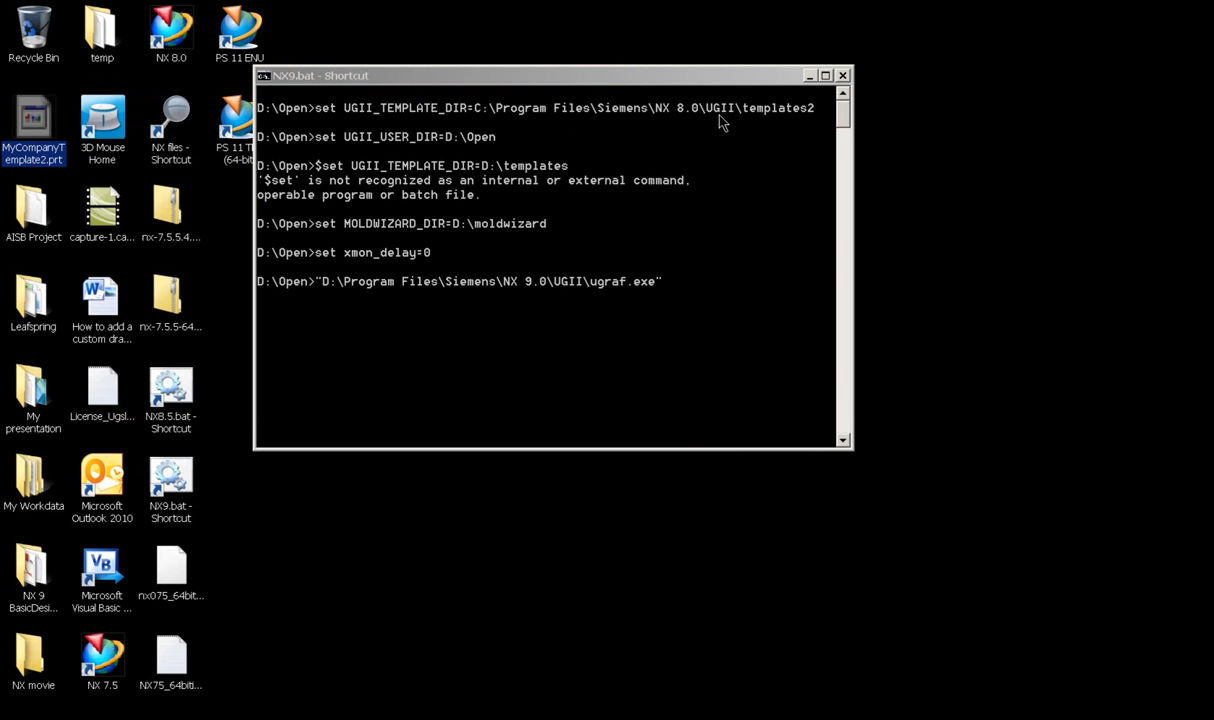 Recycle Bin
temp
NX 8.0
PS 11 ENU
MyCompanyT
emplate2.prt
3D Mouse
Home
NX files -
Shortcut
(64-bit
AISB Project
capture-1.ca...
nx-7.5.5.4....
Leafspring
How to add a
custom dra...
nx-7.5.5-64...
My
presentation
License_Ugsl...
NX8.5.bat -
Shortcut
My Workdata
Microsoft
Outlook 2010
NX9.bat -
Shortcut
NX 9
BasicDesi...
Microsoft
Visual Basic ...
nx075_64bit...
NX movie
NX 7.5
NX75_64biti...
NX9.bat - Shortcut
D:\Open>set UGII_TEMPLATE_DIR=C:\Program Files\Siemens\NX 8.0\UGII\templates2
D:\Open>set UGII_USER_DIR=D:\Open
D:\Open>$set UGII_TEMPLATE_DIR=D:\templates
'$set' is not recognized as an internal or external command,
operable program or batch file.
D:\Open>set MOLDWIZARD_DIR=D:\moldwizard
D:\Open>set xmon_delay=0
D:\Open>"D:\Program Files\Siemens\NX 9.0\UGII\ugraf.exe"